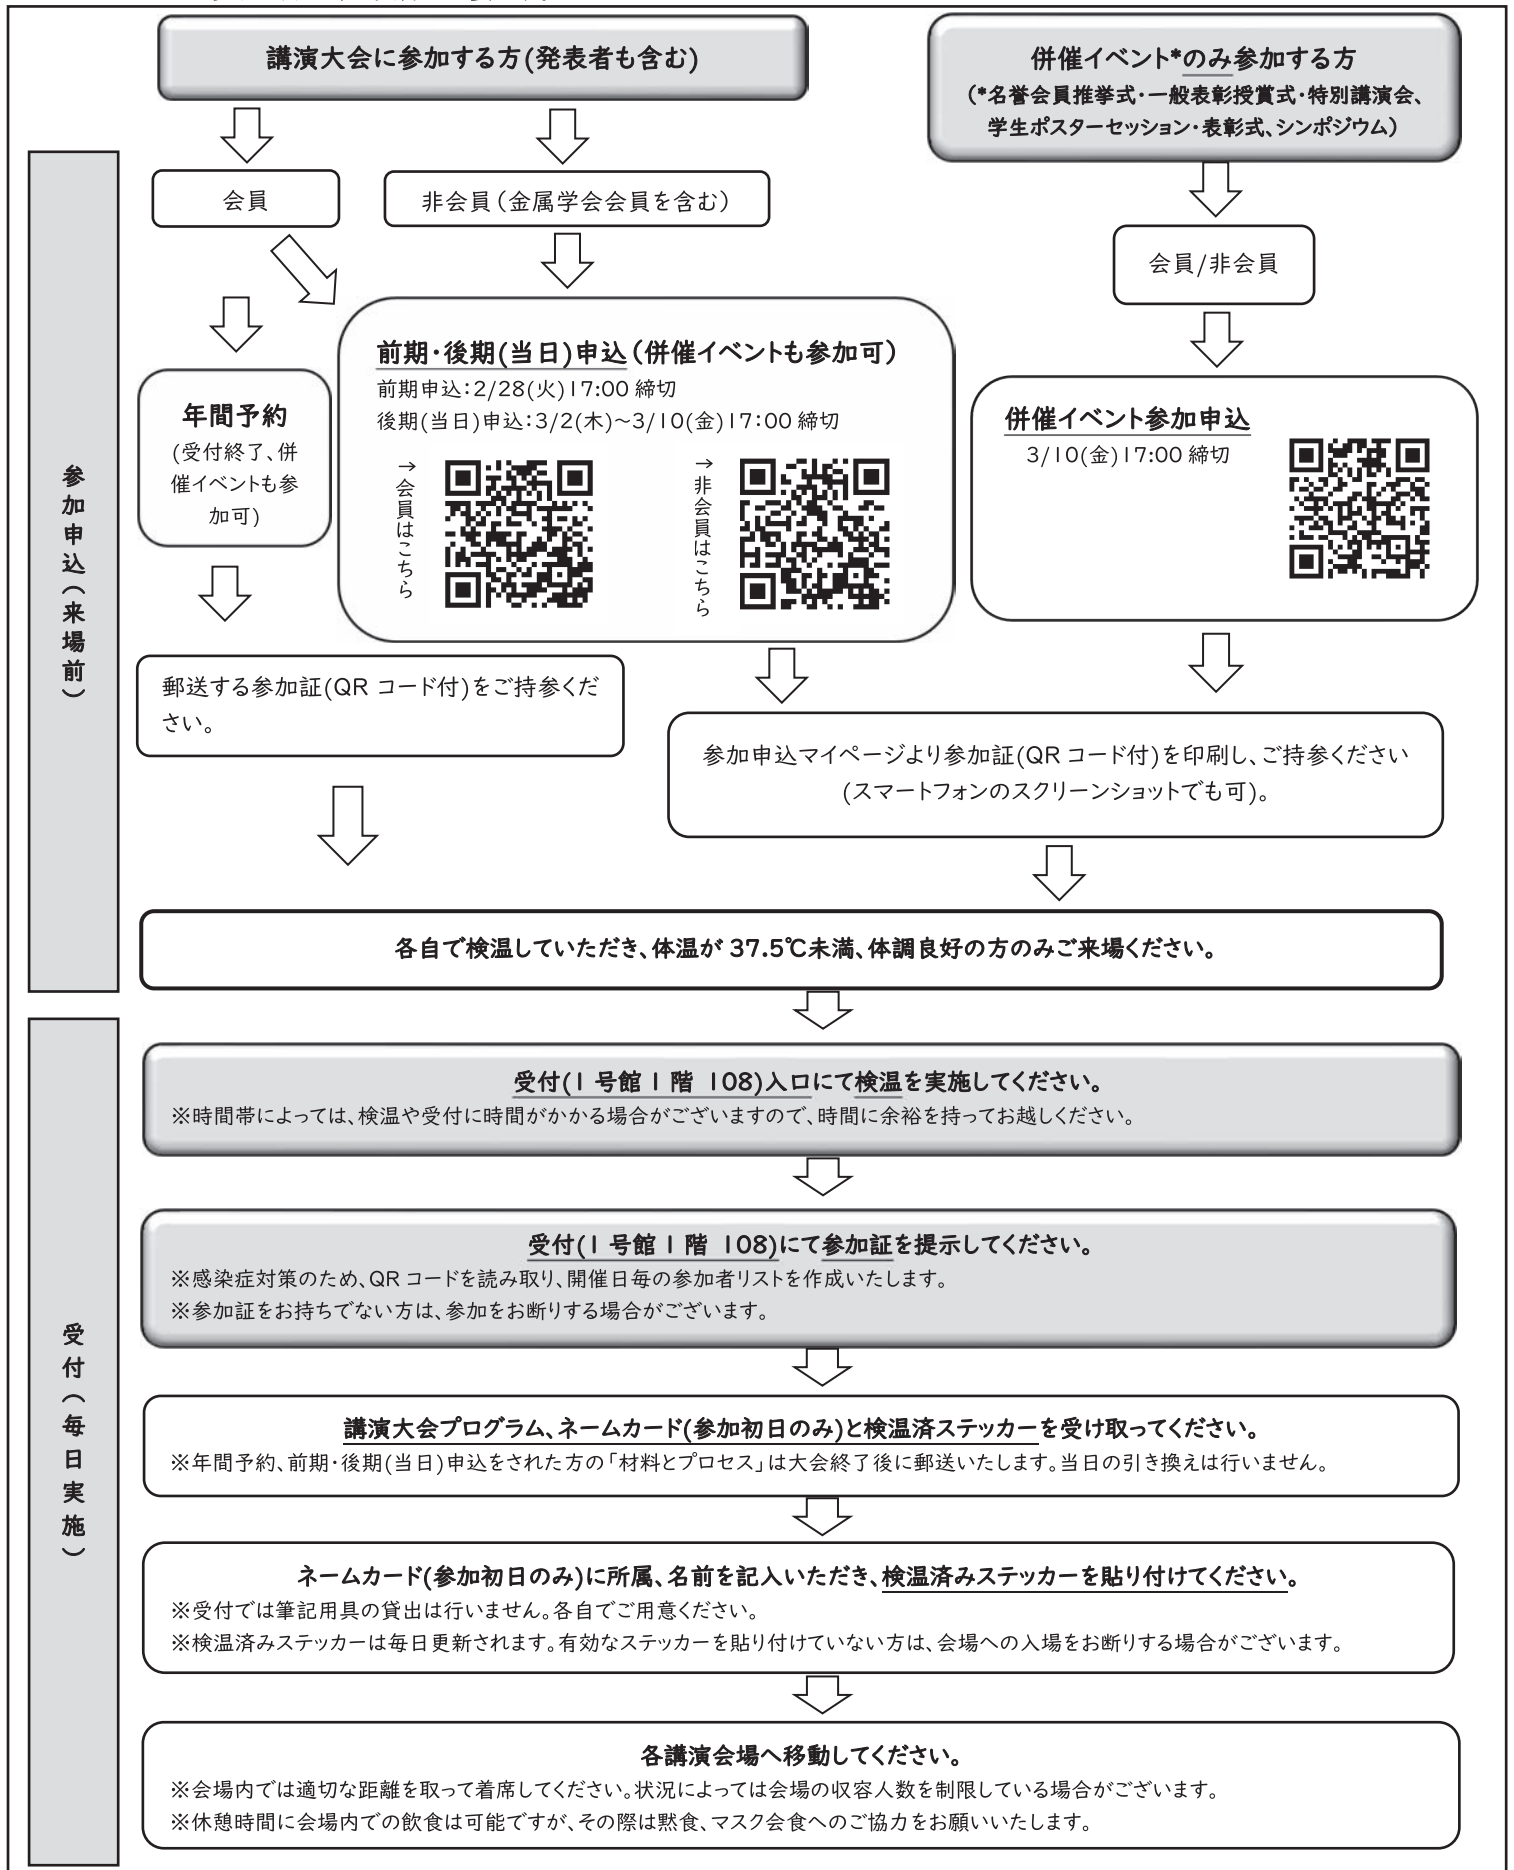 講演大会に参加する方(発表者も含む)
併催イベント*のみ参加する方
(*名誉会員推挙式・一般表彰授賞式・特別講演会、
学生ポスターセッション・表彰式、シンポジウム)
参加申込(来場前)
会員
非会員(金属学会会員を含む)
会員/非会員
年間予約
(受付終了、併
催イベントも参
加可)
前期・後期(当日)申込(併催イベントも参加可)
前期申込:2/28(火)17:00 締切
後期(当日)申込:3/2(木)~3/10(金)17:00 締切
→会員はこちら
→非会員はこちら
併催イベント参加申込
3/10(金)17:00 締切
郵送する参加証(QR コード付)をご持参くだ
さい。
参加申込マイページより参加証(QR コード付)を印刷し、ご持参ください
(スマートフォンのスクリーンショットでも可)。
各自で検温していただき、体温が 37.5℃未満、体調良好の方のみご来場ください。
受付(毎日実施)
受付(1 号館 1 階 108)入口にて検温を実施してください。
※時間帯によっては、検温や受付に時間がかかる場合がございますので、時間に余裕を持ってお越しください。
受付(1 号館 1 階 108)にて参加証を提示してください。
※感染症対策のため、QR コードを読み取り、開催日毎の参加者リストを作成いたします。
※参加証をお持ちでない方は、参加をお断りする場合がございます。
講演大会プログラム、ネームカード(参加初日のみ)と検温済ステッカーを受け取ってください。
※年間予約、前期・後期(当日)申込をされた方の「材料とプロセス」は大会終了後に郵送いたします。当日の引き換えは行いません。
ネームカード(参加初日のみ)に所属、名前を記入いただき、検温済みステッカーを貼り付けてください。
※受付では筆記用具の貸出は行いません。各自でご用意ください。
※検温済みステッカーは毎日更新されます。有効なステッカーを貼り付けていない方は、会場への入場をお断りする場合がございます。
各講演会場へ移動してください。
※会場内では適切な距離を取って着席してください。状況によっては会場の収容人数を制限している場合がございます。
※休憩時間に会場内での飲食は可能ですが、その際は黙食、マスク会食へのご協力をお願いいたします。